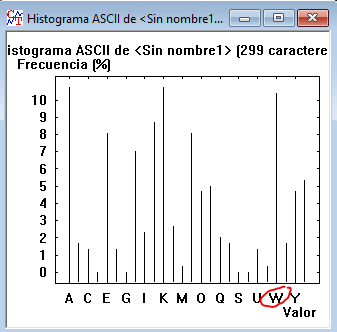 Histograma ASCII de <Sin nombre1...
istograma ASCII de <Sin nombre1> (299 caractere
Frecuencia (%)
10
9
8
7
6
5
4
3
2
1
0
A C E G I K M O Q S U W Y
Valor